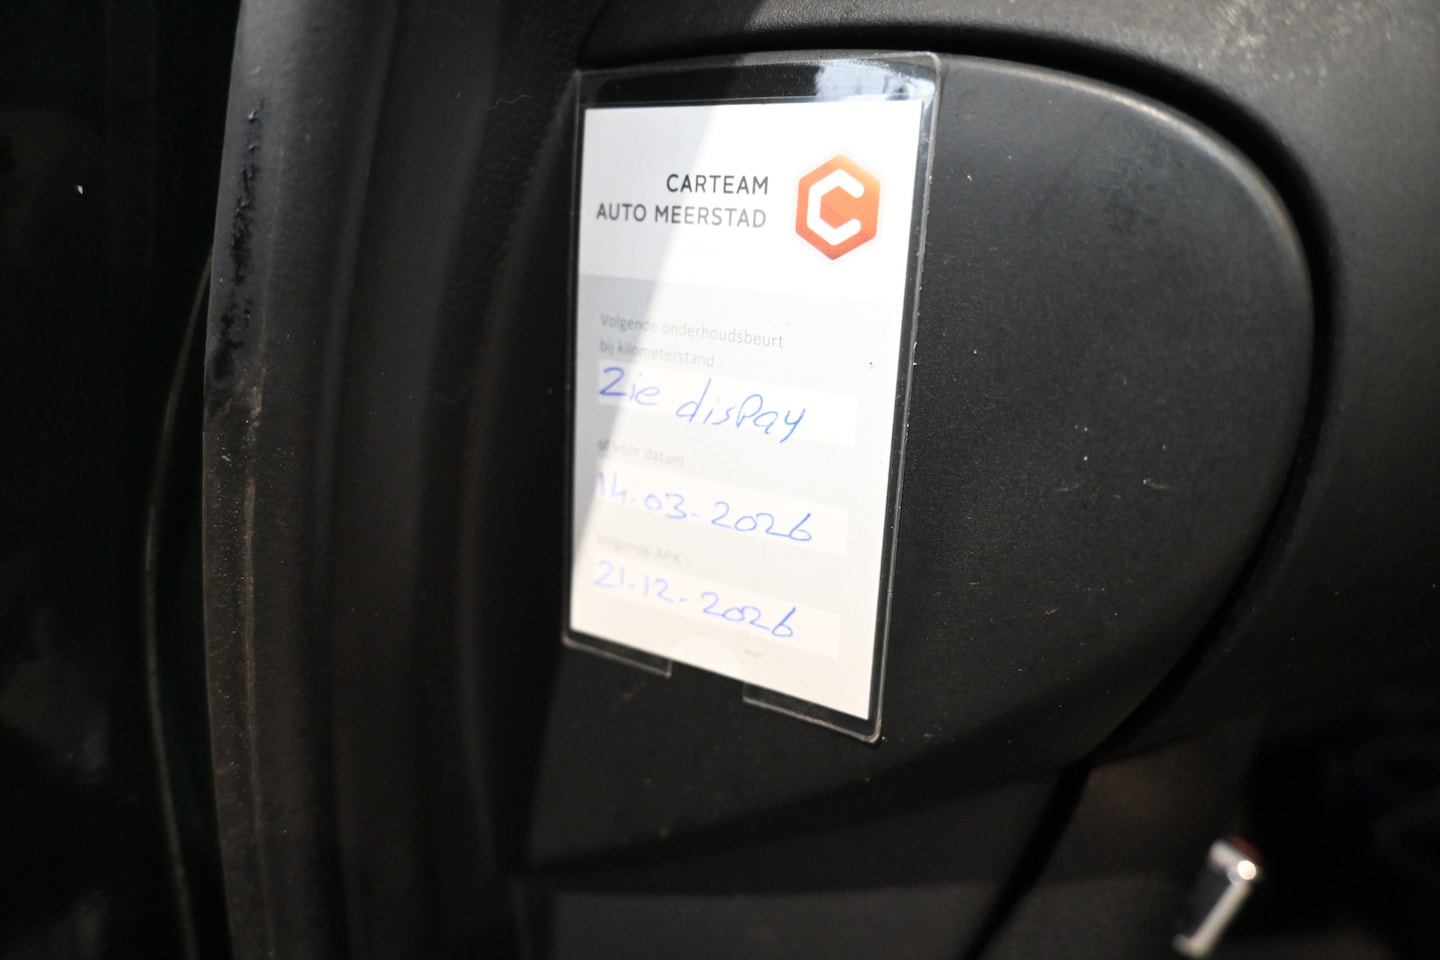 CARTEAM
AUTO MEERSTAD
Volgende onderhoudsbeurt
bij kilometerstand :
Zie disPay
of vóór datum :
14-03-2026
Volgende APK :
21-12-2026